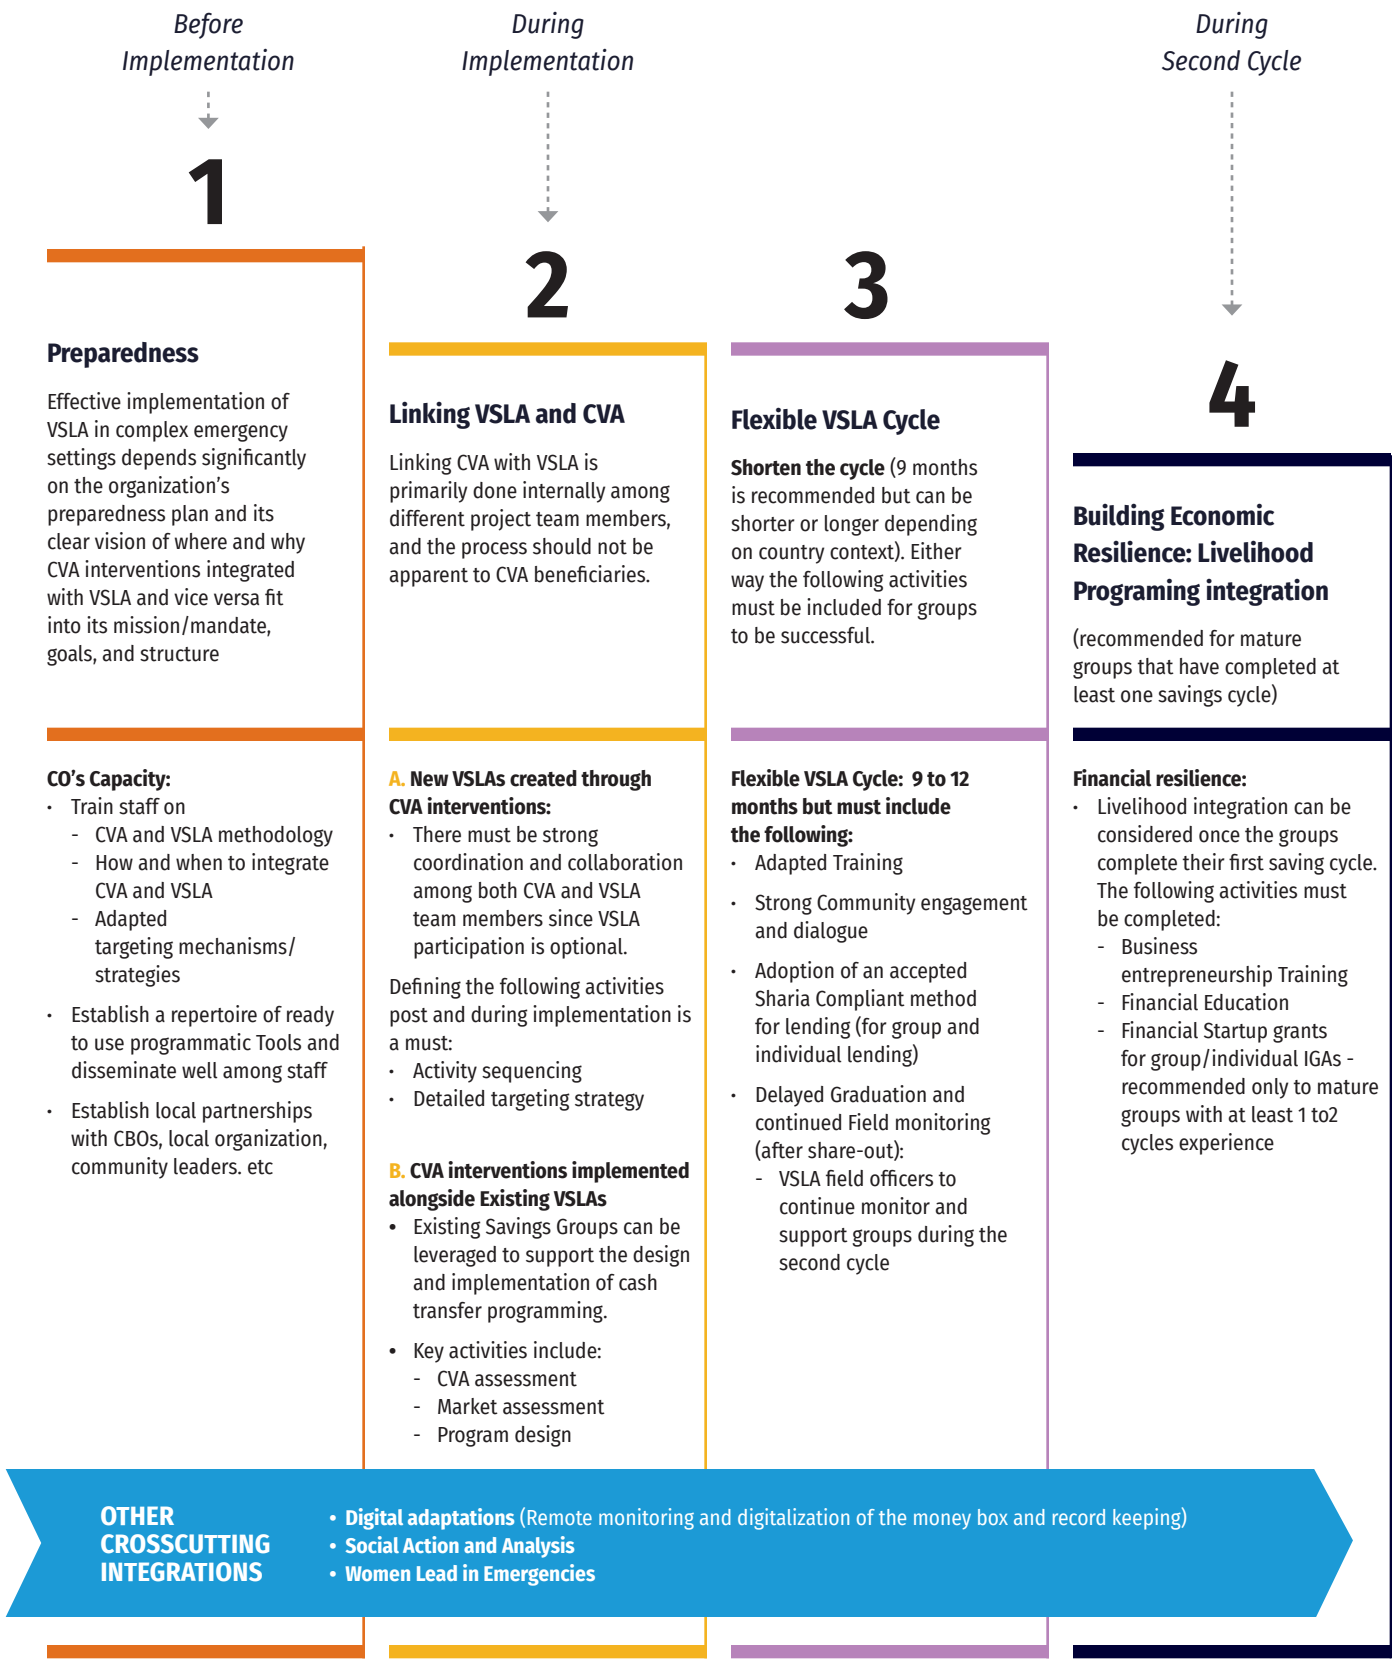 Before
Implementation
1
Preparedness
Effective implementation of
VSLA in complex emergency
settings depends significantly
on the organization's
preparedness plan and its
clear vision of where and why
CVA interventions integrated
with VSLA and vice versa fit
into its mission/mandate,
goals, and structure
CO's Capacity:
• Train staff on
- CVA and VSLA methodology
- How and when to integrate
CVA and VSLA
- Adapted
targeting mechanisms/
strategies
• Establish a repertoire of ready
to use programmatic Tools and
disseminate well among staff
• Establish local partnerships
with CBOs, local organization,
community leaders. etc
During
Implementation
2
Linking VSLA and CVA
Linking CVA with VSLA is
primarily done internally among
different project team members,
and the process should not be
apparent to CVA beneficiaries.
A. New VSLAs created through
CVA interventions:
• There must be strong
coordination and collaboration
among both CVA and VSLA
team members since VSLA
participation is optional.
Defining the following activities
post and during implementation is
a must:
• Activity sequencing
• Detailed targeting strategy
B. CVA interventions implemented
alongside Existing VSLAs
• Existing Savings Groups can be
leveraged to support the design
and implementation of cash
transfer programming.
• Key activities include:
- CVA assessment
- Market assessment
- Program design
3
Flexible VSLA Cycle
Shorten the cycle (9 months
is recommended but can be
shorter or longer depending
on country context). Either
way the following activities
must be included for groups
to be successful.
Flexible VSLA Cycle: 9 to 12
months but must include
the following:
• Adapted Training
• Strong Community engagement
and dialogue
• Adoption of an accepted
Sharia Compliant method
for lending (for group and
individual lending)
• Delayed Graduation and
continued Field monitoring
(after share-out):
- VSLA field officers to
continue monitor and
support groups during the
second cycle
During
Second Cycle
4
Building Economic
Resilience: Livelihood
Programing integration
(recommended for mature
groups that have completed at
least one savings cycle)
Financial resilience:
• Livelihood integration can be
considered once the groups
complete their first saving cycle.
The following activities must
be completed:
- Business
entrepreneurship Training
- Financial Education
- Financial Startup grants
for group/individual IGAs -
recommended only to mature
groups with at least 1 to2
cycles experience
OTHER
CROSSCUTTING
INTEGRATIONS
• Digital adaptations (Remote monitoring and digitalization of the money box and record keeping)
• Social Action and Analysis
• Women Lead in Emergencies